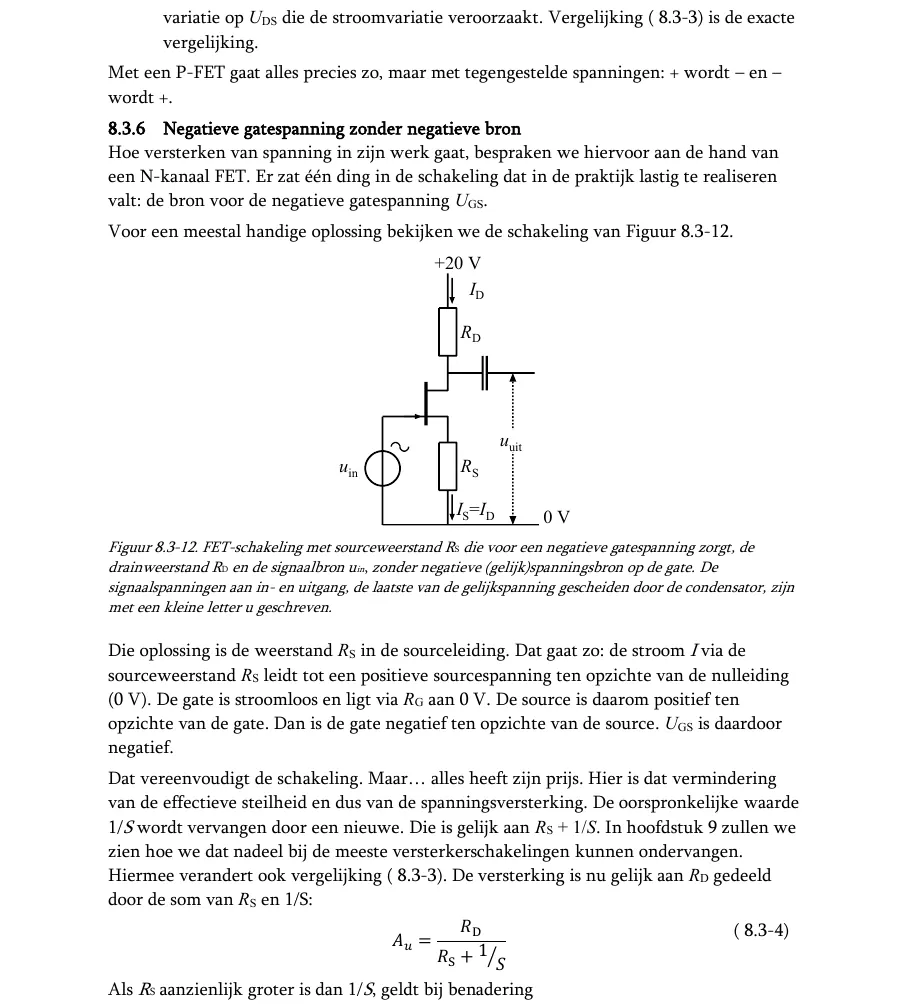 variatie op UDS die de stroomvariatie veroorzaakt. Vergelijking ( 8.3-3) is de exacte
vergelijking.
Met een P-FET gaat alles precies zo, maar met tegengestelde spanningen: + wordt – en –
wordt +.
8.3.6 Negatieve gatespanning zonder negatieve bron
Hoe versterken van spanning in zijn werk gaat, bespraken we hiervoor aan de hand van
een N-kanaal FET. Er zat één ding in de schakeling dat in de praktijk lastig te realiseren
valt: de bron voor de negatieve gatespanning UGS.
Voor een meestal handige oplossing bekijken we de schakeling van Figuur 8.3-12.
+20 V
ID
RD
uuit
uin
RS
IS=ID
0 V
Figuur 8.3-12. FET-schakeling met sourceweerstand RS die voor een negatieve gatespanning zorgt, de
drainweerstand RD en de signaalbron uin, zonder negatieve (gelijk)spanningsbron op de gate. De
signaalspanningen aan in- en uitgang, de laatste van de gelijkspanning gescheiden door de condensator, zijn
met een kleine letter u geschreven.
Die oplossing is de weerstand RS in de sourceleiding. Dat gaat zo: de stroom I via de
sourceweerstand RS leidt tot een positieve sourcespanning ten opzichte van de nulleiding
(0 V). De gate is stroomloos en ligt via RG aan 0 V. De source is daarom positief ten
opzichte van de gate. Dan is de gate negatief ten opzichte van de source. UGS is daardoor
negatief.
Dat vereenvoudigt de schakeling. Maar… alles heeft zijn prijs. Hier is dat vermindering
van de effectieve steilheid en dus van de spanningsversterking. De oorspronkelijke waarde
1/S wordt vervangen door een nieuwe. Die is gelijk aan RS + 1/S. In hoofdstuk 9 zullen we
zien hoe we dat nadeel bij de meeste versterkerschakelingen kunnen ondervangen.
Hiermee verandert ook vergelijking ( 8.3-3). De versterking is nu gelijk aan RD gedeeld
door de som van RS en 1/S:
Au = RD / (RS + 1/S) ( 8.3-4)
Als RS aanzienlijk groter is dan 1/S, geldt bij benadering